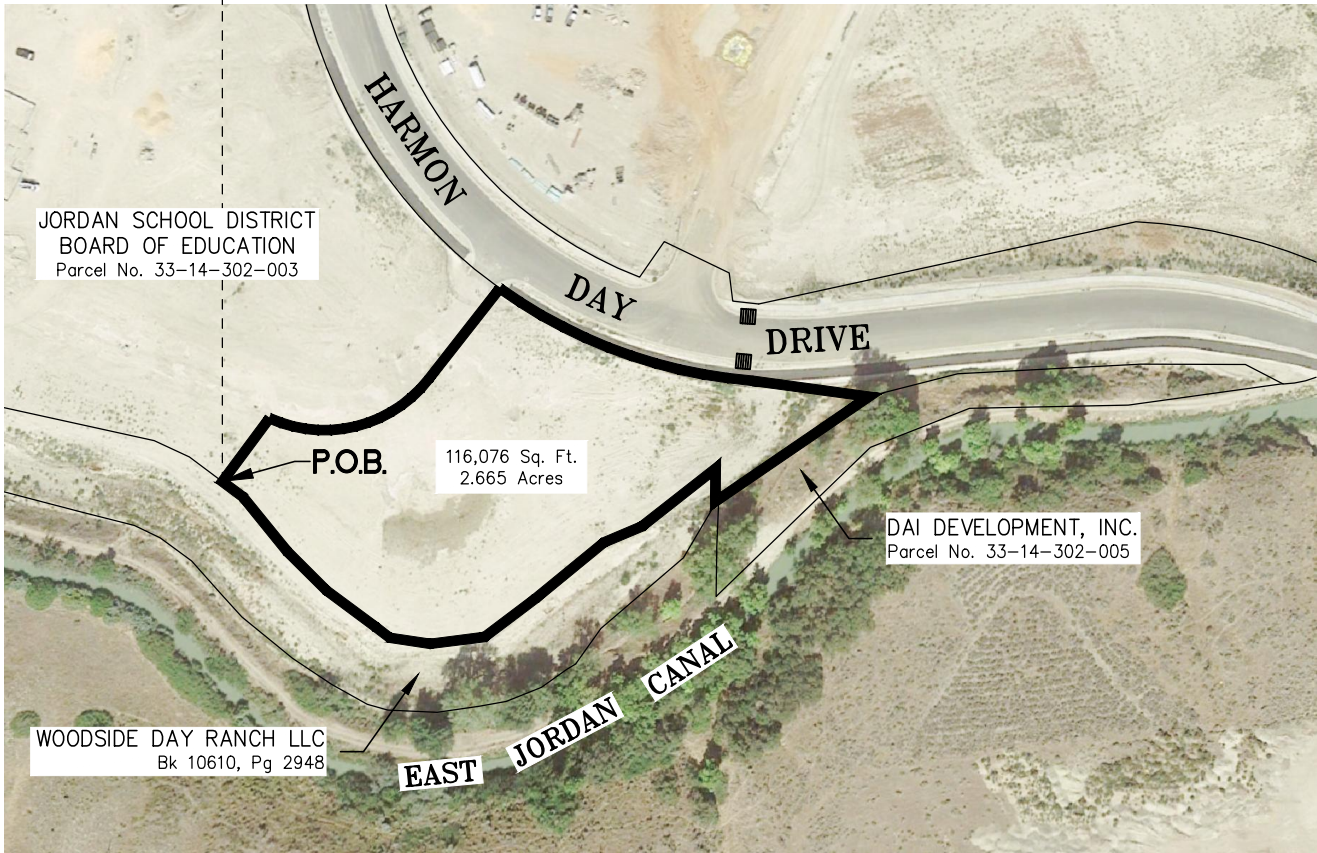 HARMON
DAY
DRIVE
JORDAN SCHOOL DISTRICT
BOARD OF EDUCATION
Parcel No. 33-14-302-003
P.O.B.
116,076 Sq. Ft.
2.665 Acres
DAI DEVELOPMENT, INC.
Parcel No. 33-14-302-005
WOODSIDE DAY RANCH LLC
Bk 10610, Pg 2948
EAST JORDAN CANAL